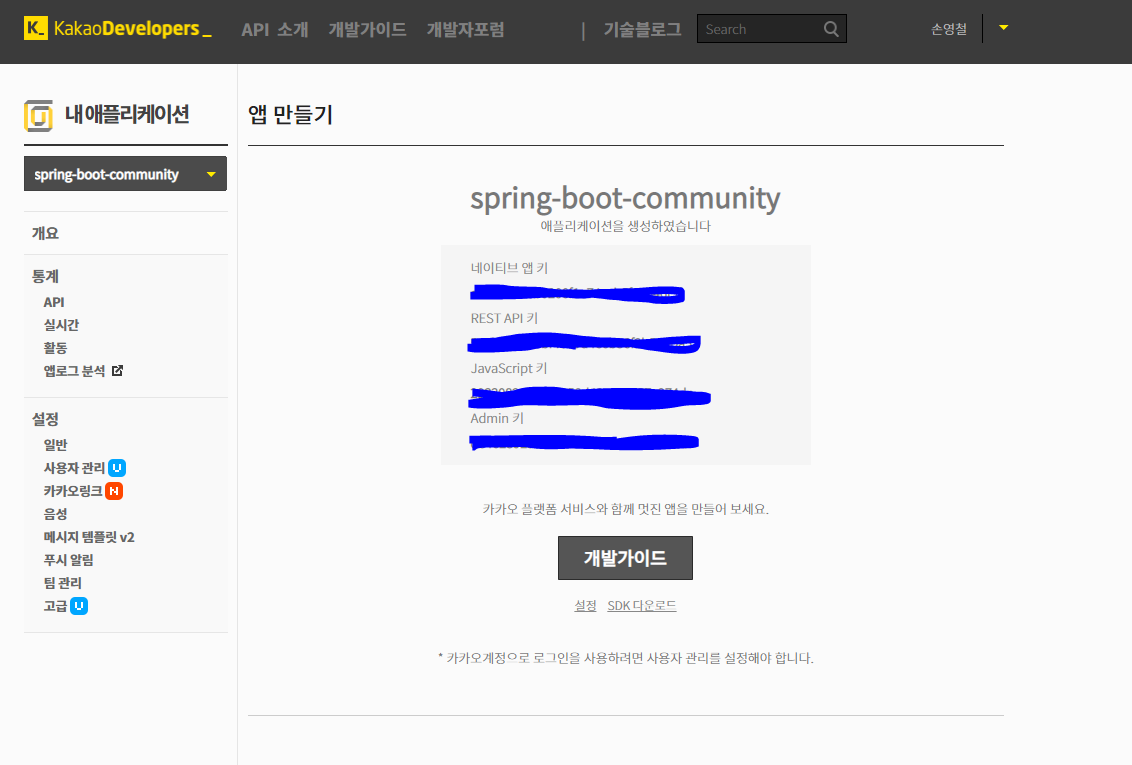 KakaoDevelopers_ API 소개 개발가이드 개발자포럼 | 기술블로그 Search 손영철
내 애플리케이션
spring-boot-community
개요
통계
API
실시간
활동
앱로그 분석
설정
일반
사용자 관리 U
카카오링크 N
음성
메시지 템플릿 v2
푸시 알림
팀 관리
고급 U
앱 만들기
spring-boot-community
애플리케이션을 생성하였습니다
네이티브 앱 키
REST API 키
JavaScript 키
Admin 키
카카오 플랫폼 서비스와 함께 멋진 앱을 만들어 보세요.
개발가이드
설정 SDK 다운로드
* 카카오계정으로 로그인을 사용하려면 사용자 관리를 설정해야 합니다.